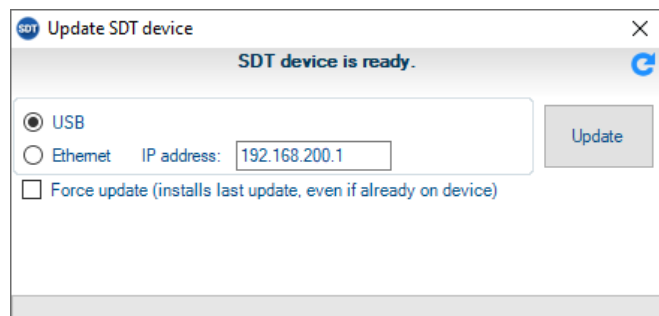 SDT Update SDT device
SDT device is ready.
USB
Update
Ethernet IP address: 192.168.200.1
Force update (installs last update, even if already on device)